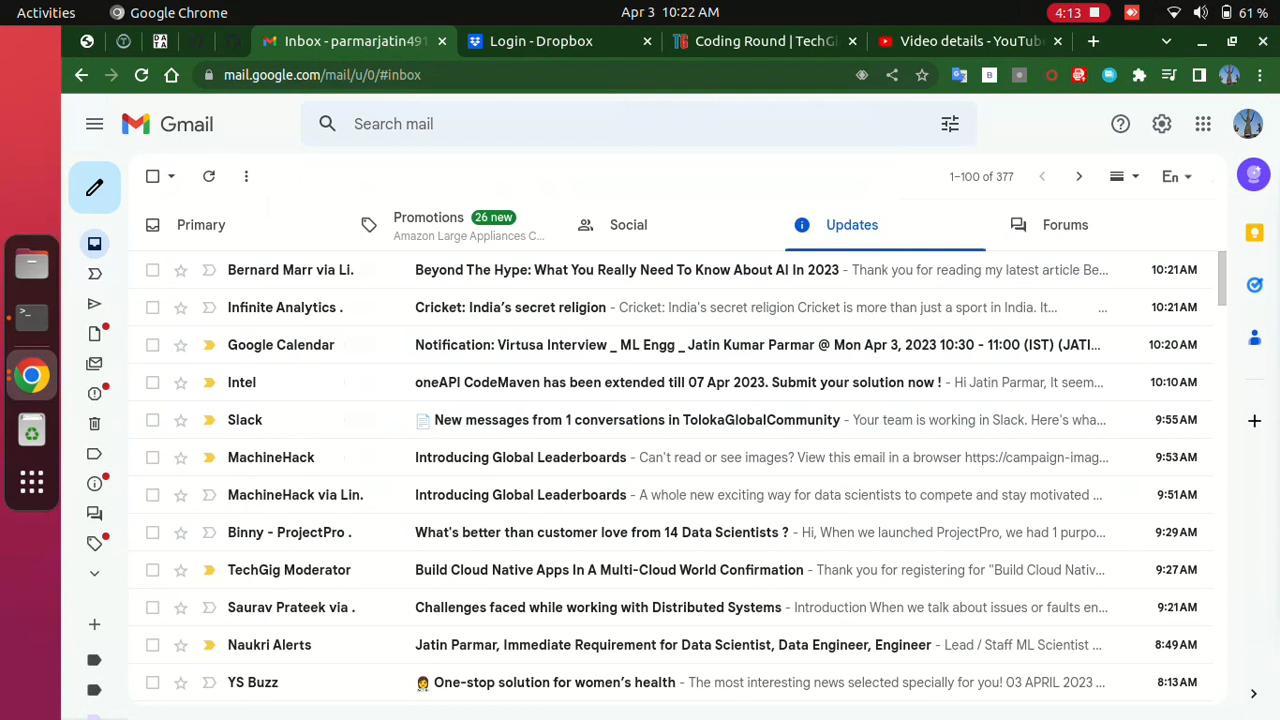 Activities Google Chrome Apr 3 10:22 AM 4:13 61 %
Inbox - parmarjatin491 Login - Dropbox Coding Round | TechGi Video details - YouTube
mail.google.com/mail/u/0/#inbox
Gmail Search mail
1–100 of 377 En
Primary Promotions 26 new Social Updates Forums
Amazon Large Appliances C...
Bernard Marr via Li. Beyond The Hype: What You Really Need To Know About AI In 2023 - Thank you for reading my latest article Be... 10:21 AM
Infinite Analytics . Cricket: India's secret religion - Cricket: India's secret religion Cricket is more than just a sport in India. It... ... 10:21 AM
Google Calendar Notification: Virtusa Interview _ ML Engg _ Jatin Kumar Parmar @ Mon Apr 3, 2023 10:30 - 11:00 (IST) (JATI... 10:20 AM
Intel oneAPI CodeMaven has been extended till 07 Apr 2023. Submit your solution now ! - Hi Jatin Parmar, It seem... 10:10 AM
Slack New messages from 1 conversations in TolokaGlobalCommunity - Your team is working in Slack. Here's wha... 9:55 AM
MachineHack Introducing Global Leaderboards - Can't read or see images? View this email in a browser https://campaign-imag... 9:53 AM
MachineHack via Lin. Introducing Global Leaderboards - A whole new exciting way for data scientists to compete and stay motivated ... 9:51 AM
Binny - ProjectPro . What's better than customer love from 14 Data Scientists ? - Hi, When we launched ProjectPro, we had 1 purpo... 9:29 AM
TechGig Moderator Build Cloud Native Apps In A Multi-Cloud World Confirmation - Thank you for registering for "Build Cloud Nativ... 9:27 AM
Saurav Prateek via . Challenges faced while working with Distributed Systems - Introduction When we talk about issues or faults en... 9:21 AM
Naukri Alerts Jatin Parmar, Immediate Requirement for Data Scientist, Data Engineer, Engineer - Lead / Staff ML Scientist ... 8:49 AM
YS Buzz One-stop solution for women's health - The most interesting news selected specially for you! 03 APRIL 2023 ... 8:13 AM